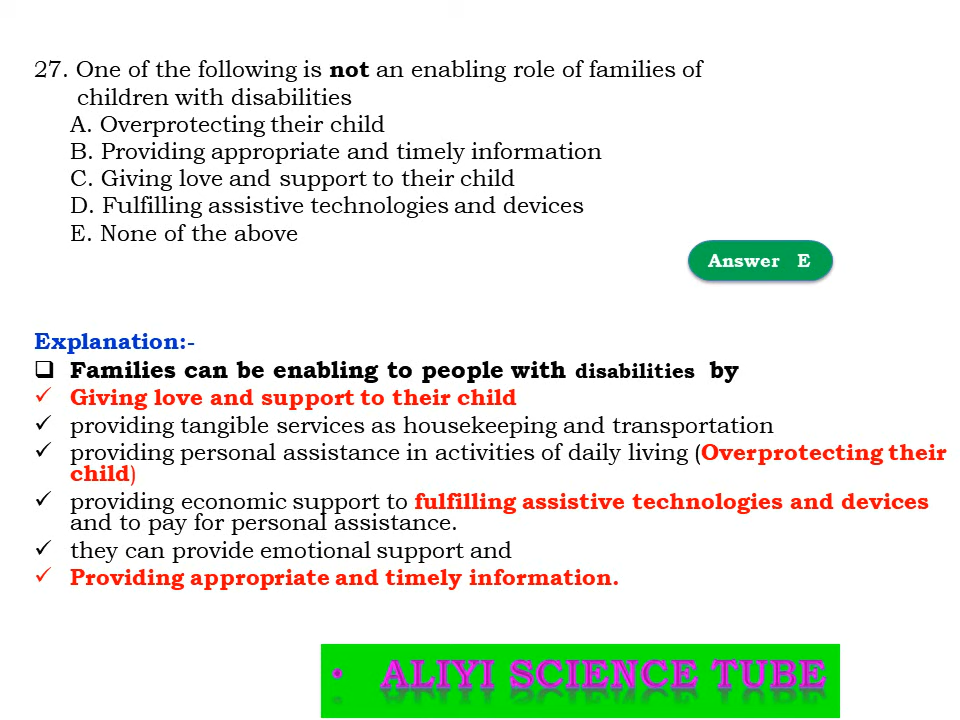 27. One of the following is not an enabling role of families of
children with disabilities
A. Overprotecting their child
B. Providing appropriate and timely information
C. Giving love and support to their child
D. Fulfilling assistive technologies and devices
E. None of the above
Answer E
Explanation:-
❑ Families can be enabling to people with disabilities by
✓ Giving love and support to their child
✓ providing tangible services as housekeeping and transportation
✓ providing personal assistance in activities of daily living (Overprotecting their
child)
✓ providing economic support to fulfilling assistive technologies and devices
and to pay for personal assistance.
✓ they can provide emotional support and
✓ Providing appropriate and timely information.
• ALIYI SCIENCE TUBE